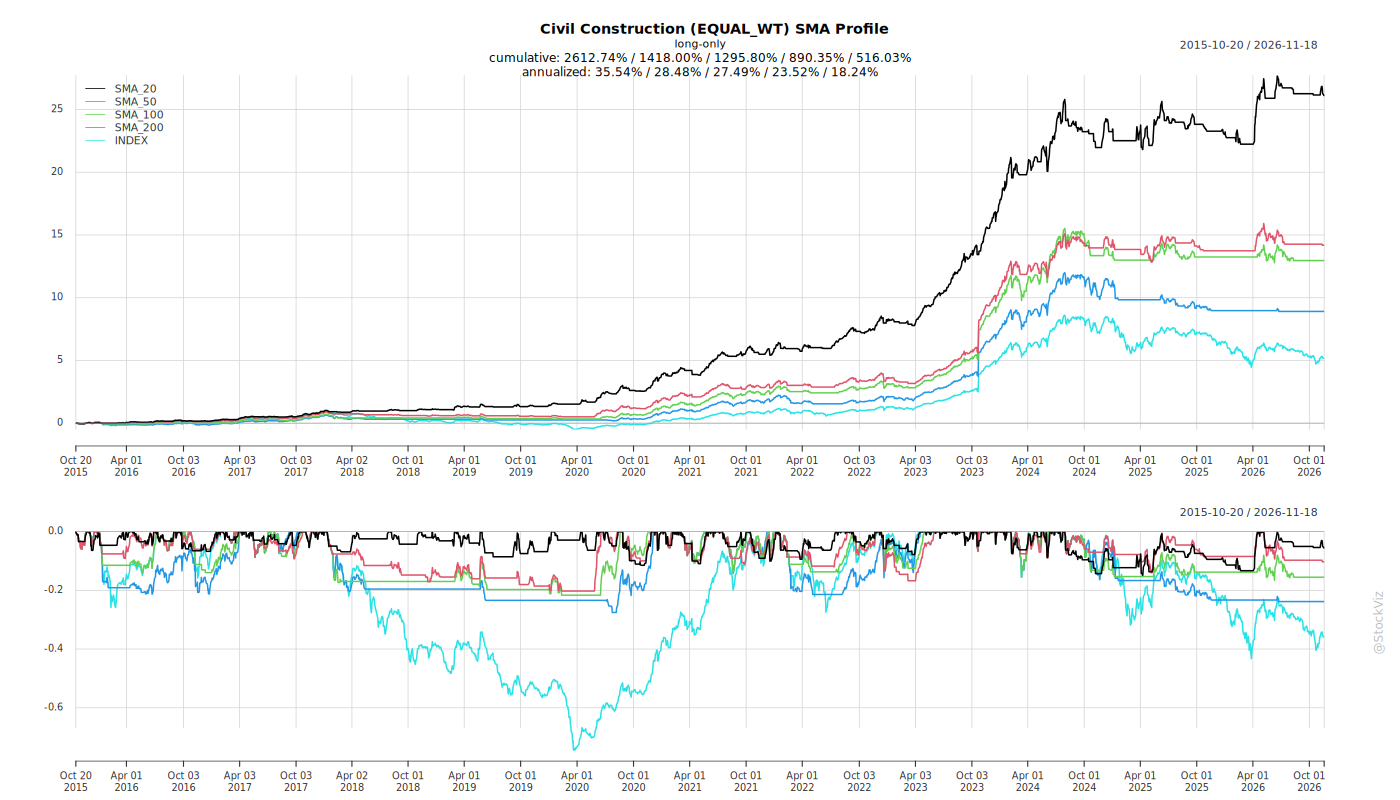 Civil Construction (EQUAL_WT) SMA Profile
long-only
cumulative: 2612.74% / 1418.00% / 1295.80% / 890.35% / 516.03%
annualized: 35.54% / 28.48% / 27.49% / 23.52% / 18.24%
2015-10-20 / 2026-11-18
SMA_20
SMA_50
SMA_100
SMA_200
INDEX
25
20
15
10
5
0
Oct 20 Apr 01 Oct 03 Apr 03 Oct 03 Apr 02 Oct 01 Apr 01 Oct 01 Apr 01 Oct 01 Apr 01 Oct 01 Apr 01 Oct 03 Apr 03 Oct 03 Apr 01 Oct 01 Apr 01 Oct 01 Apr 01 Oct 01
2015 2016 2016 2017 2017 2018 2018 2019 2019 2020 2020 2021 2021 2022 2022 2023 2023 2024 2024 2025 2025 2026 2026
2015-10-20 / 2026-11-18
0.0
-0.2
-0.4
-0.6
Oct 20 Apr 01 Oct 03 Apr 03 Oct 03 Apr 02 Oct 01 Apr 01 Oct 01 Apr 01 Oct 01 Apr 01 Oct 01 Apr 01 Oct 03 Apr 03 Oct 03 Apr 01 Oct 01 Apr 01 Oct 01 Apr 01 Oct 01
2015 2016 2016 2017 2017 2018 2018 2019 2019 2020 2020 2021 2021 2022 2022 2023 2023 2024 2024 2025 2025 2026 2026
@StockViz